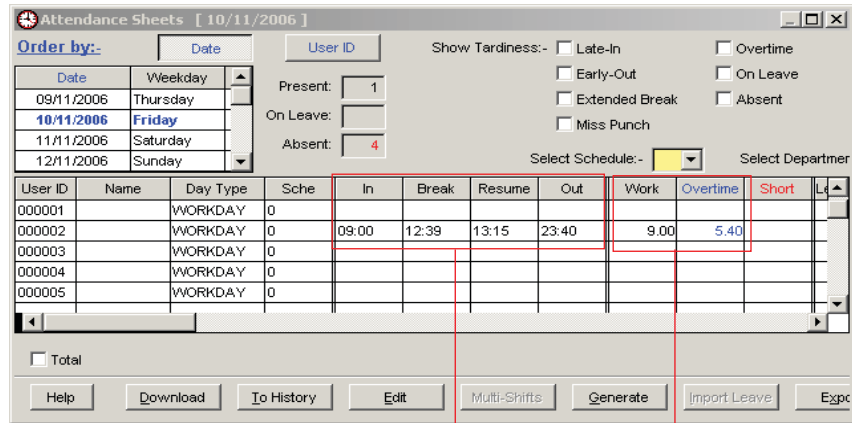 Attendance Sheets [ 10/11/2006 ]
Order by:- Date User ID Show Tardiness:- Late-In Overtime
Date Weekday Present: 1 Early-Out On Leave
09/11/2006 Thursday Extended Break Absent
10/11/2006 Friday On Leave: Miss Punch
11/11/2006 Saturday Absent: 4
12/11/2006 Sunday Select Schedule:- Select Departmer
User ID Name Day Type Sche In Break Resume Out Work Overtime Short Le
000001 WORKDAY 0
000002 WORKDAY 0 09:00 12:39 13:15 23:40 9.00 5.40
000003 WORKDAY 0
000004 WORKDAY 0
000005 WORKDAY 0
Total
Help Download To History Edit Multi-Shifts Generate Import Leave Expo